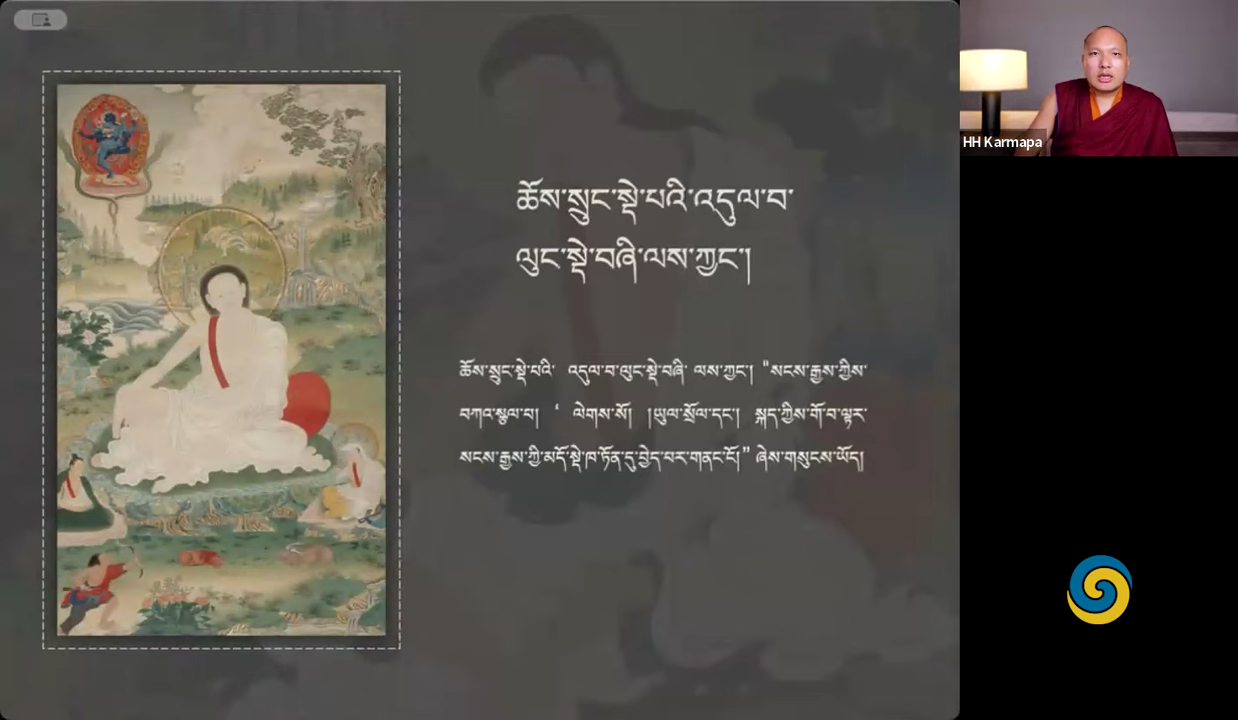 ཆོས་སྲུང་སྡེ་པའི་འདུལ་བ་
ལུང་སྡེ་བཞི་ལས་ཀྱང་།
ཆོས་སྲུང་སྡེ་པའི་ འདུལ་བ་ལུང་སྡེ་བཞི་ ལས་ཀྱང་། "སངས་རྒྱས་ཀྱིས་
བཀའ་སྩལ་བ། ‘ ལེགས་སོ། །ཡུལ་སྲོལ་དང་། སྐད་ཀྱིས་གོ་བ་ལྟར་
སངས་རྒྱས་ཀྱི་མདོ་སྡེ་ཁ་ཏོན་དུ་བྱེད་པར་གནང་ངོ།” ཞེས་གསུངས་ཡོད།
HH Karmapa